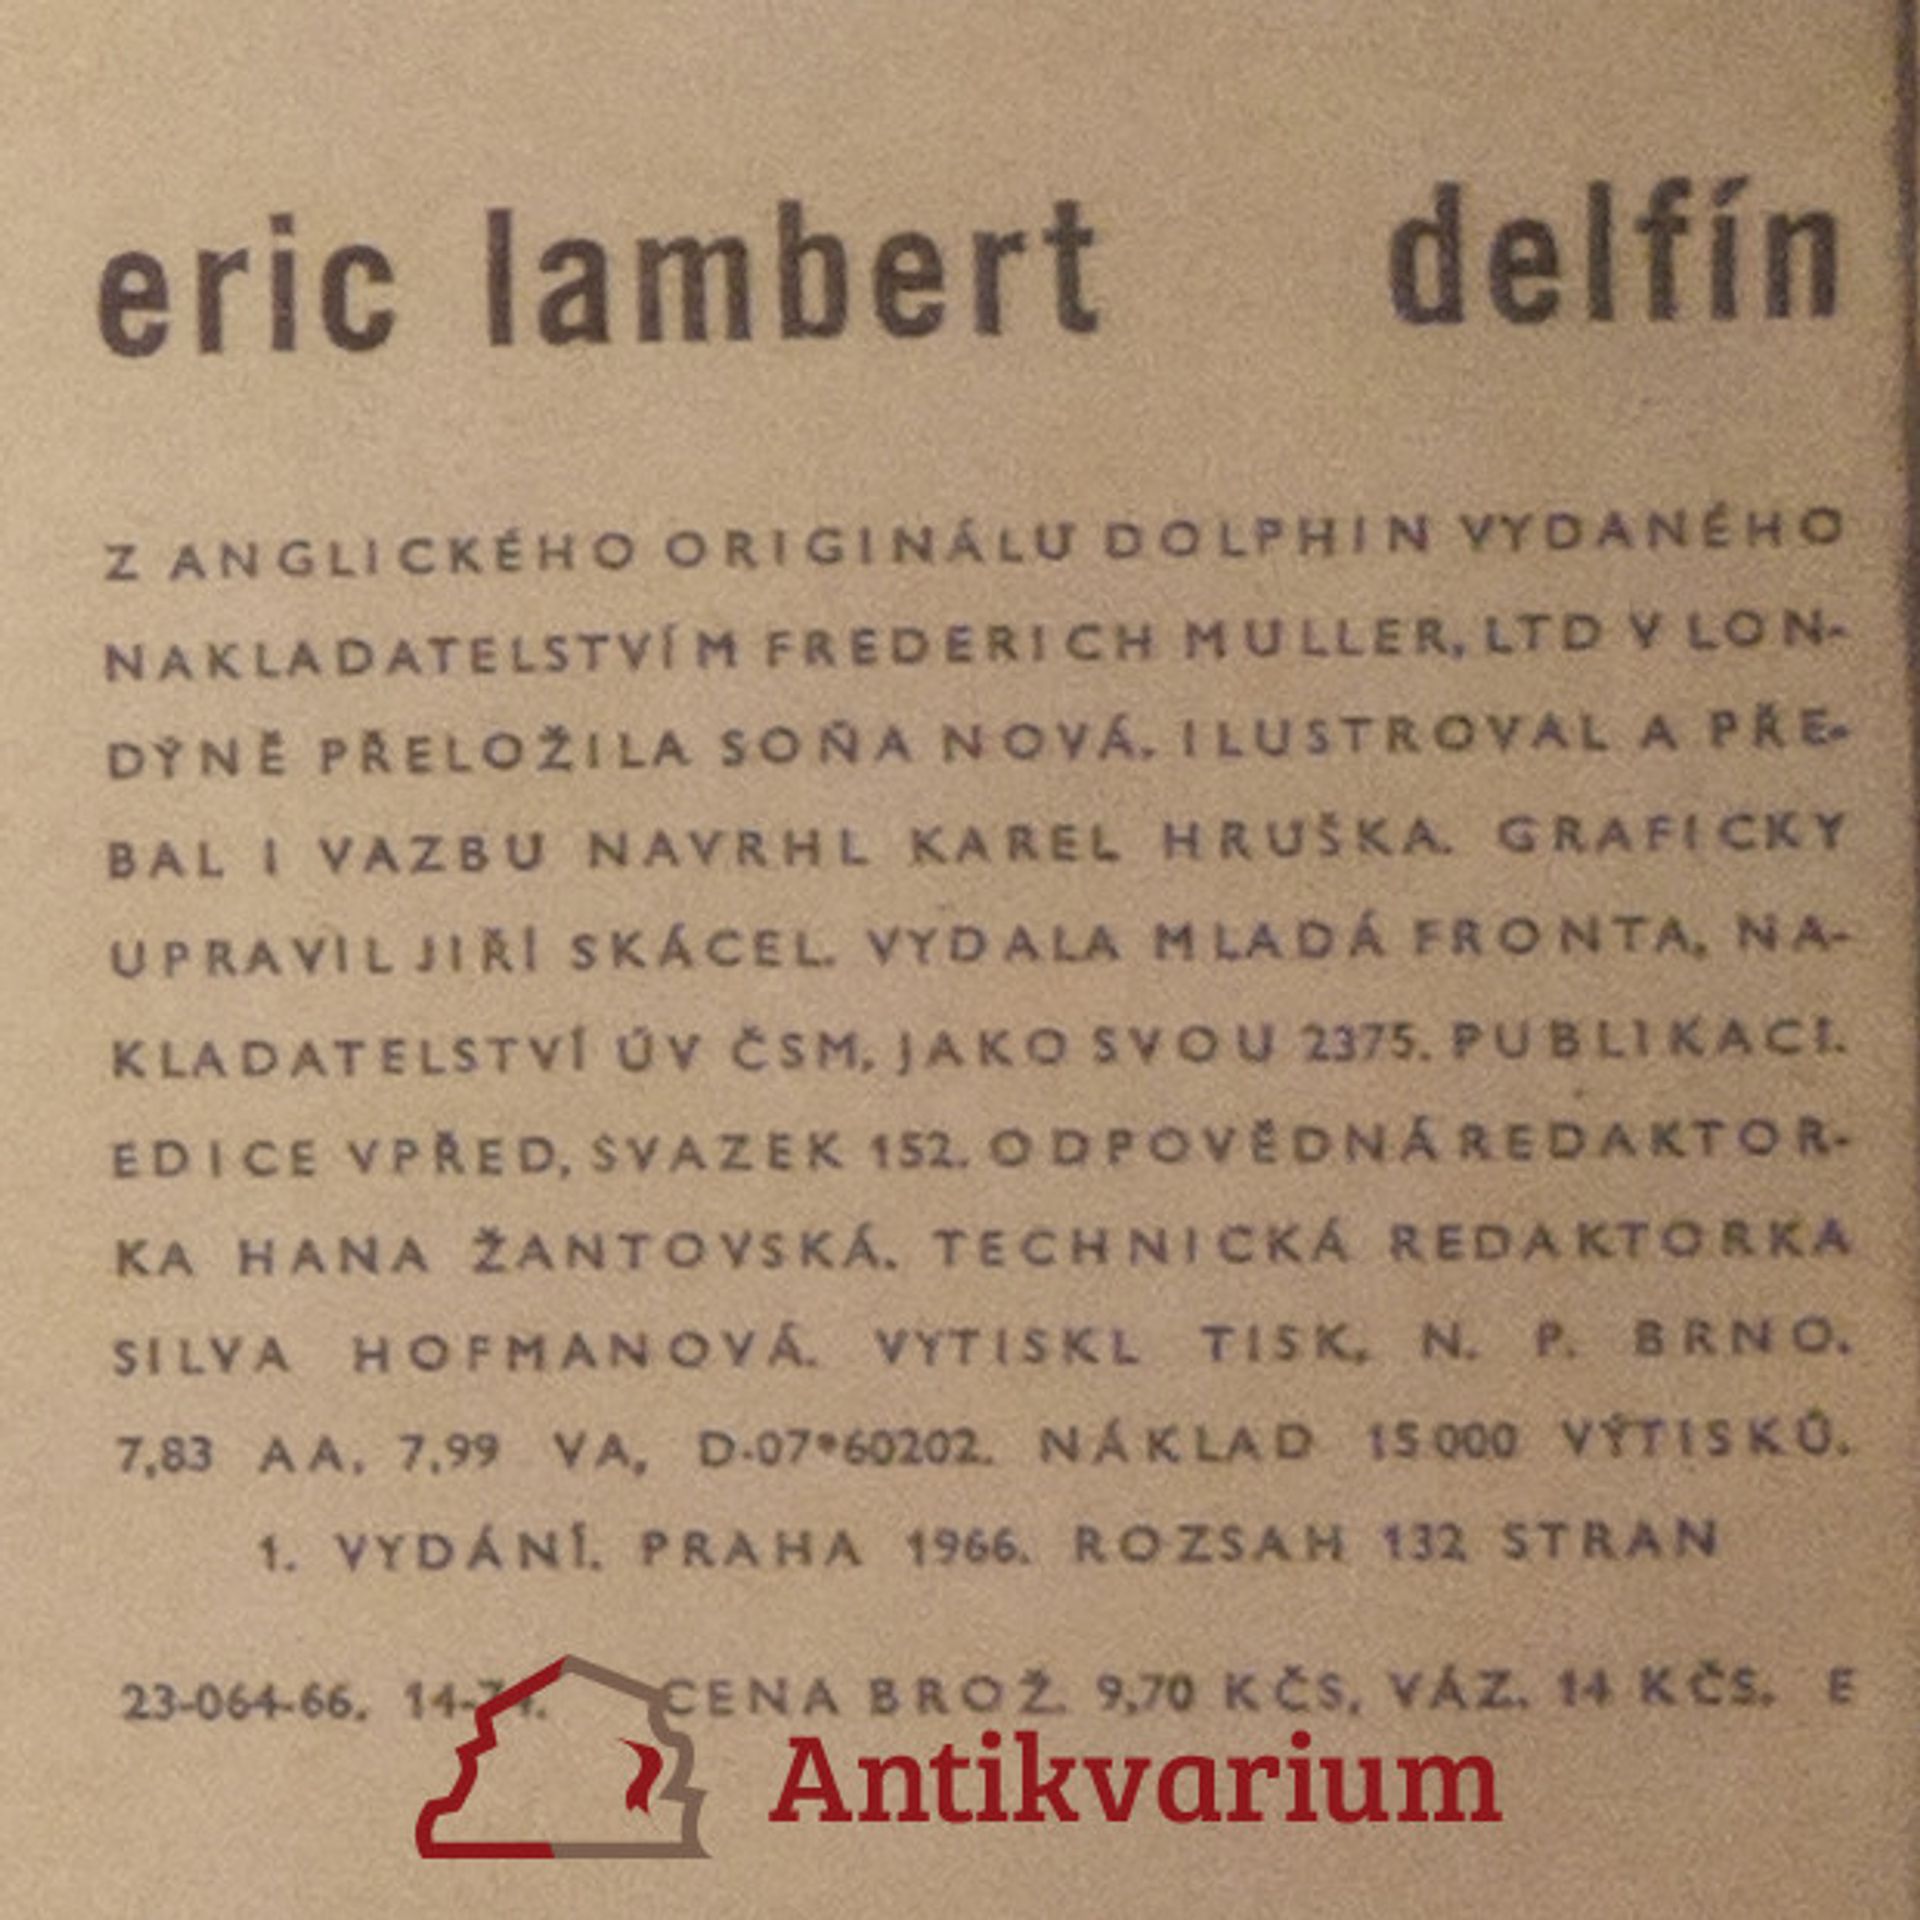 eric lambert delfín
Z ANGLICKÉHO ORIGINÁLU DOLPHIN VYDANÉHO
NAKLADATELSTVÍM FREDERICH MULLER, LTD V LON-
DÝNĚ PŘELOŽILA SOŇA NOVÁ. ILUSTROVAL A PŘE-
BAL I VAZBU NAVRHL KAREL HRUŠKA. GRAFICKY
UPRAVIL JIŘÍ SKÁCEL. VYDALA MLADÁ FRONTA, NA-
KLADATELSTVÍ ÚV ČSM, JAKO SVOU 2375. PUBLIKACI.
EDICE VPŘED, SVAZEK 152. ODPOVĚDNÁ REDAKTOR-
KA HANA ŽANTOVSKÁ. TECHNICKÁ REDAKTORKA
SILVA HOFMANOVÁ. VYTISKL TISK, N. P. BRNO.
7,83 AA, 7,99 VA, D-07*60202. NÁKLAD 15 000 VÝTISKŮ.
1. VYDÁNÍ. PRAHA 1966. ROZSAH 132 STRAN
23-064-66. CENA BROŽ. 9,70 KČS, VÁZ. 14 KČS. E
Antikvarium